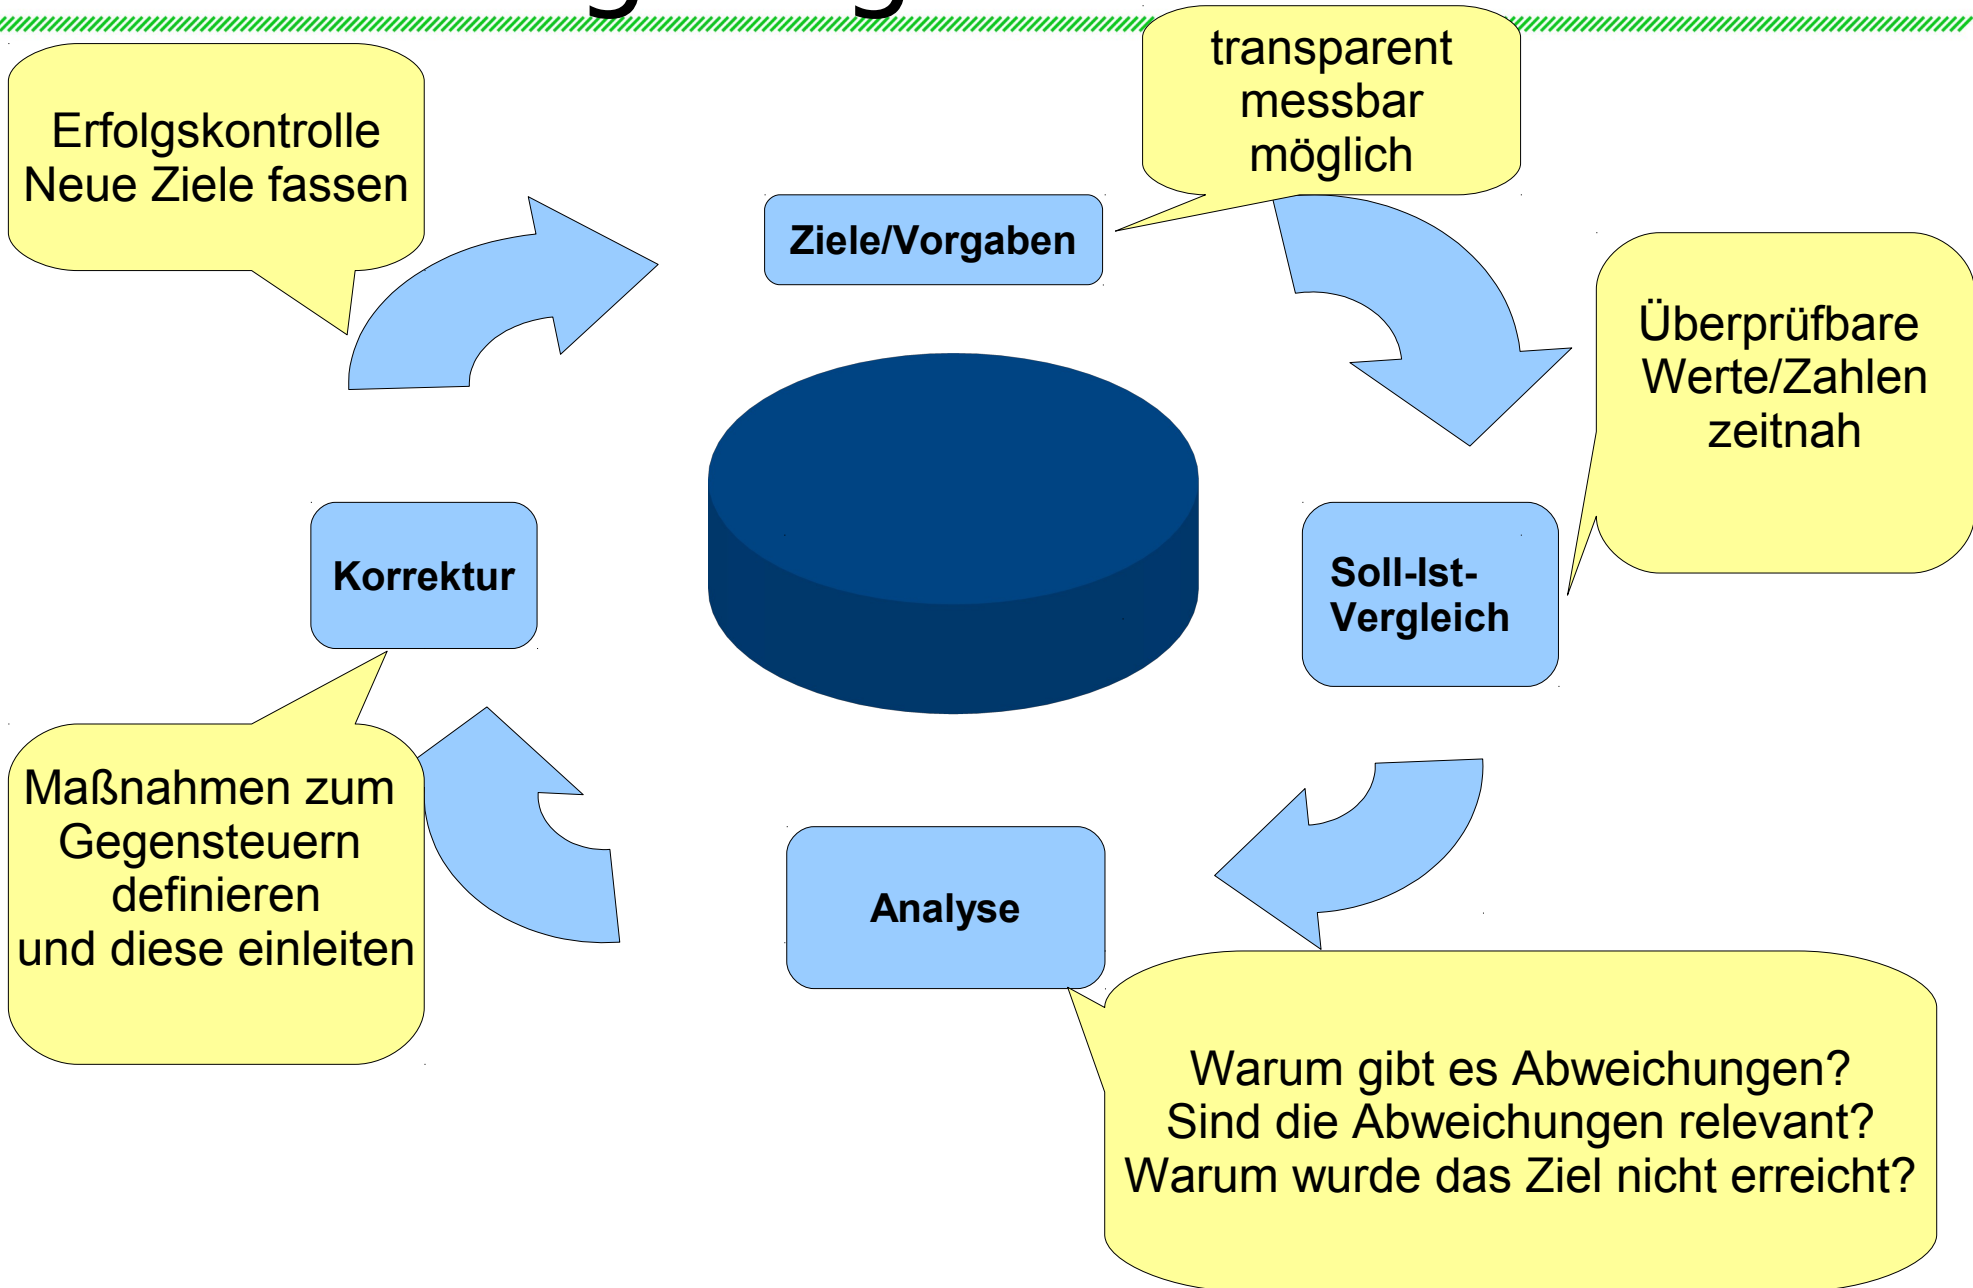 transparent
messbar
möglich
Erfolgskontrolle
Neue Ziele fassen
Ziele/Vorgaben
Überprüfbare
Werte/Zahlen
zeitnah
Korrektur
Soll-Ist-
Vergleich
Maßnahmen zum
Gegensteuern
definieren
und diese einleiten
Analyse
Warum gibt es Abweichungen?
Sind die Abweichungen relevant?
Warum wurde das Ziel nicht erreicht?